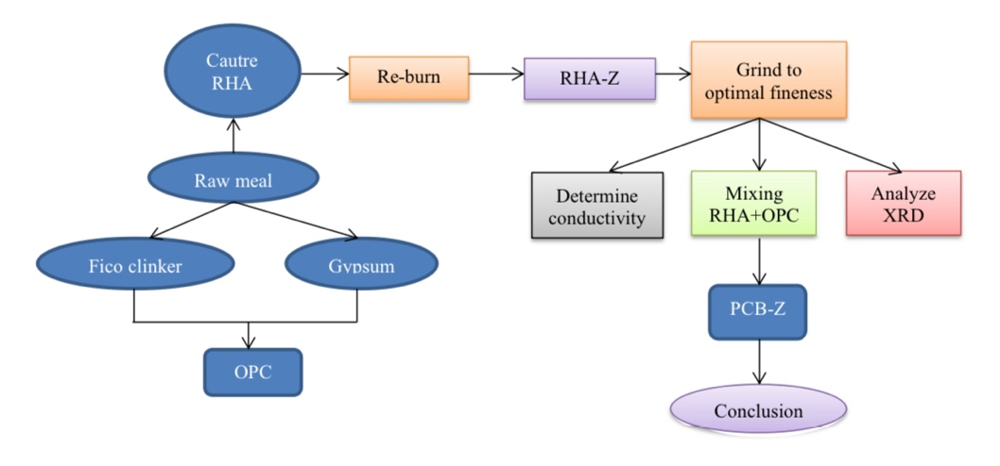 Cautre
RHA
Re-burn
RHA-Z
Grind to
optimal fineness
Raw meal
Determine
conductivity
Mixing
RHA+OPC
Analyze
XRD
Fico clinker
Gypsum
PCB-Z
OPC
Conclusion